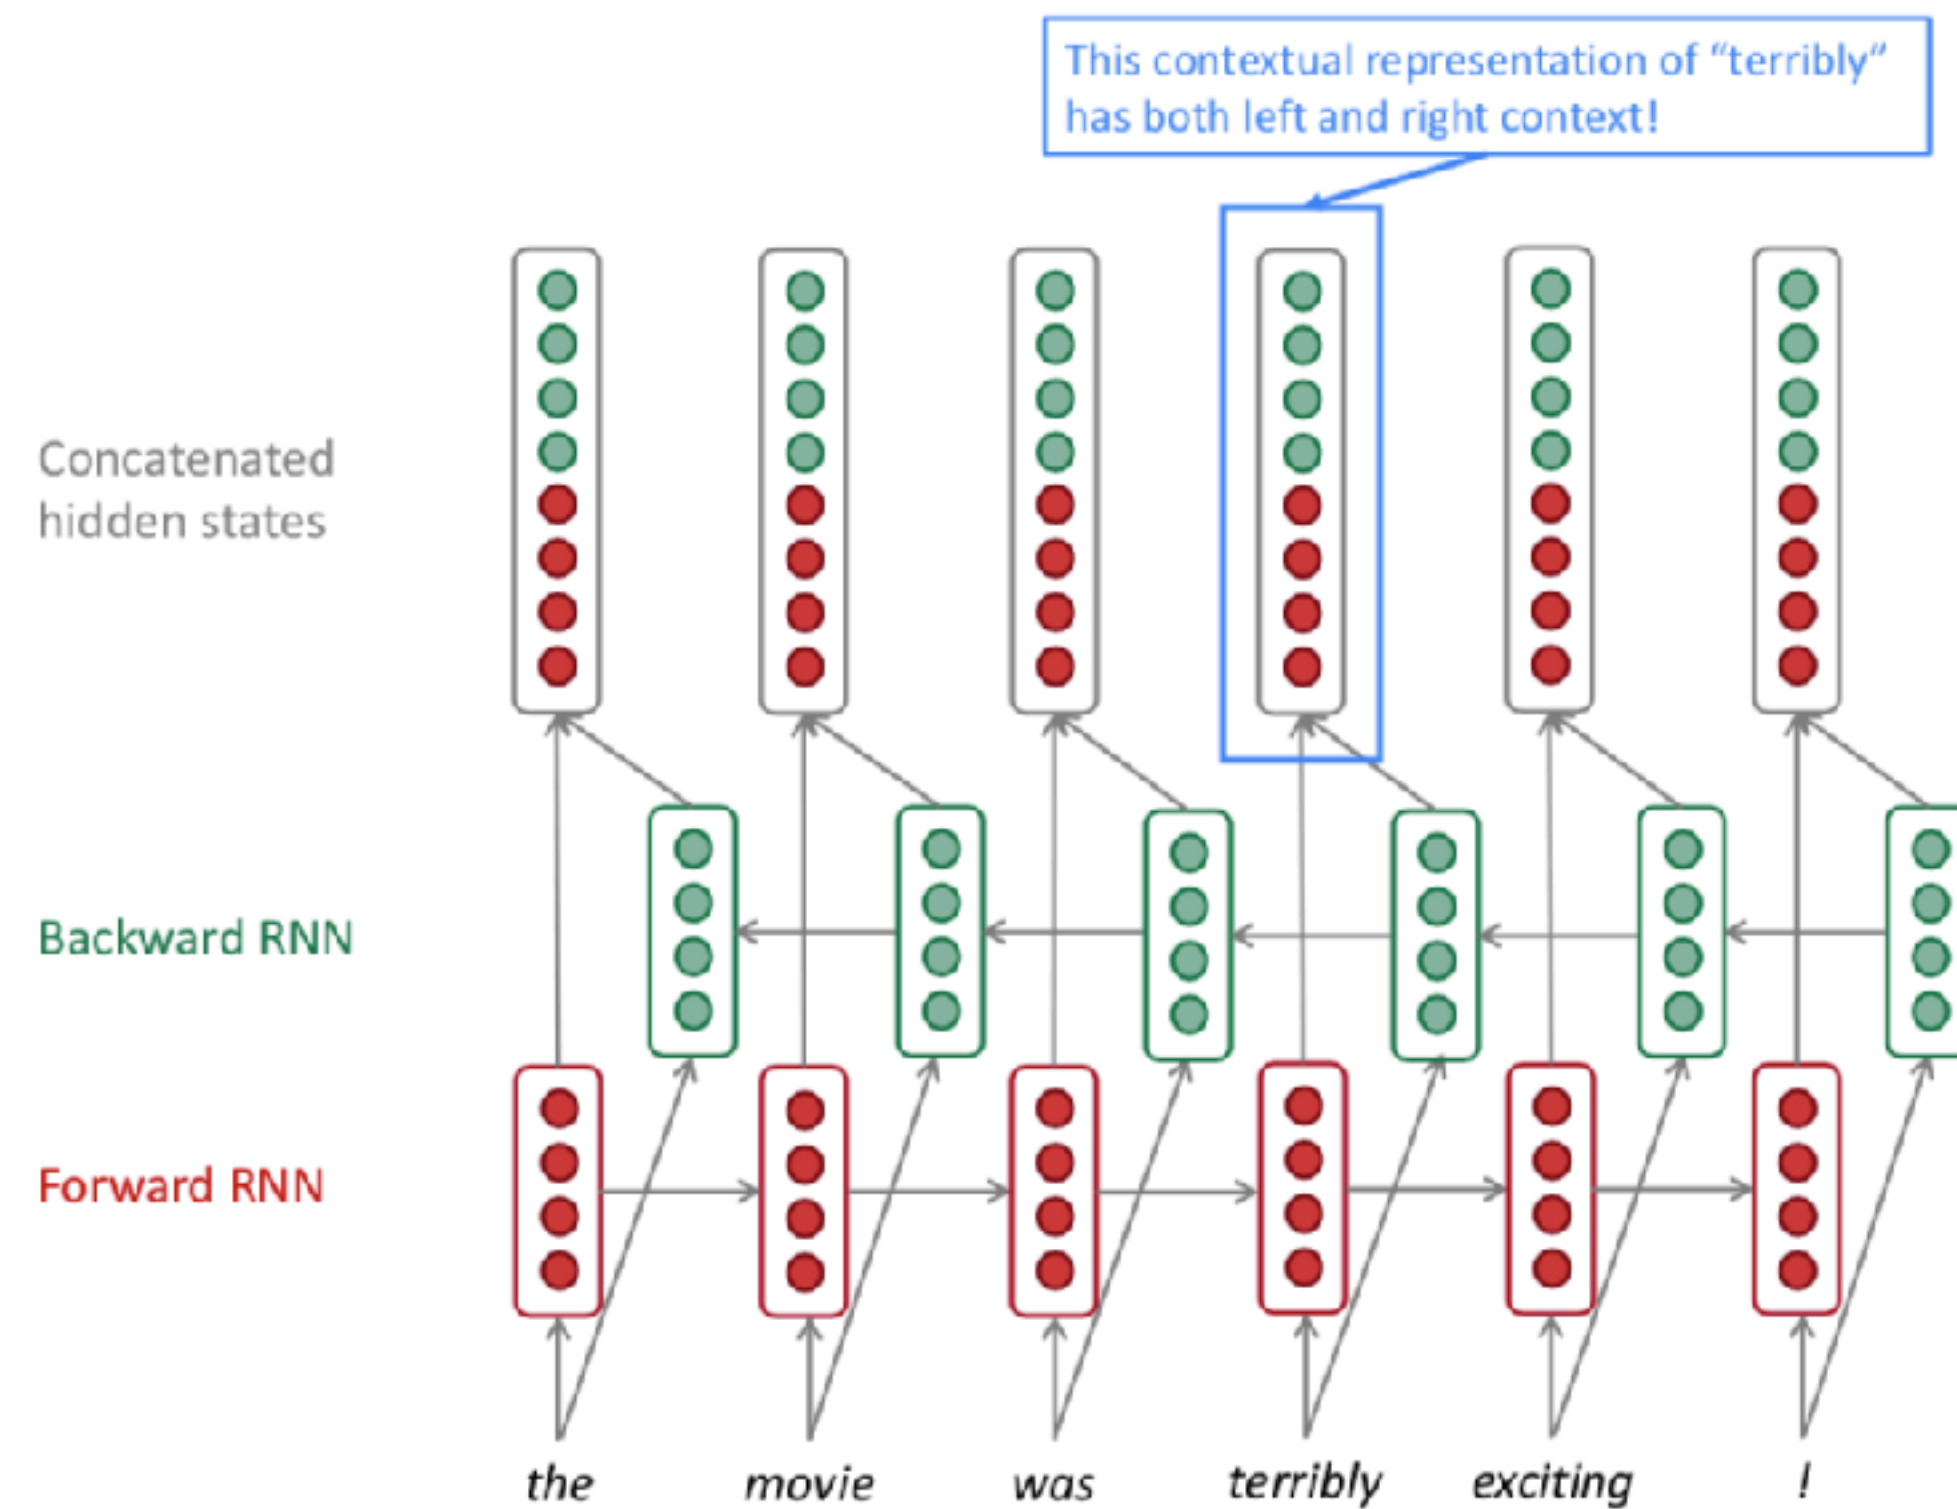 This contextual representation of “terribly”
has both left and right context!
Concatenated
hidden states
Backward RNN
Forward RNN
the movie was terribly exciting !